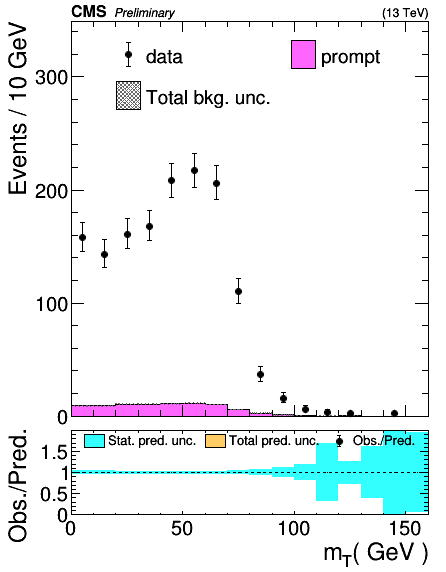 CMS Preliminary (13 TeV)
Events / 10 GeV
data
prompt
Total bkg. unc.
300
200
100
0
Obs./Pred.
Stat. pred. unc.
Total pred. unc.
Obs./Pred.
2
1.5
1
0.5
0
0 50 100 150
m_T( GeV )